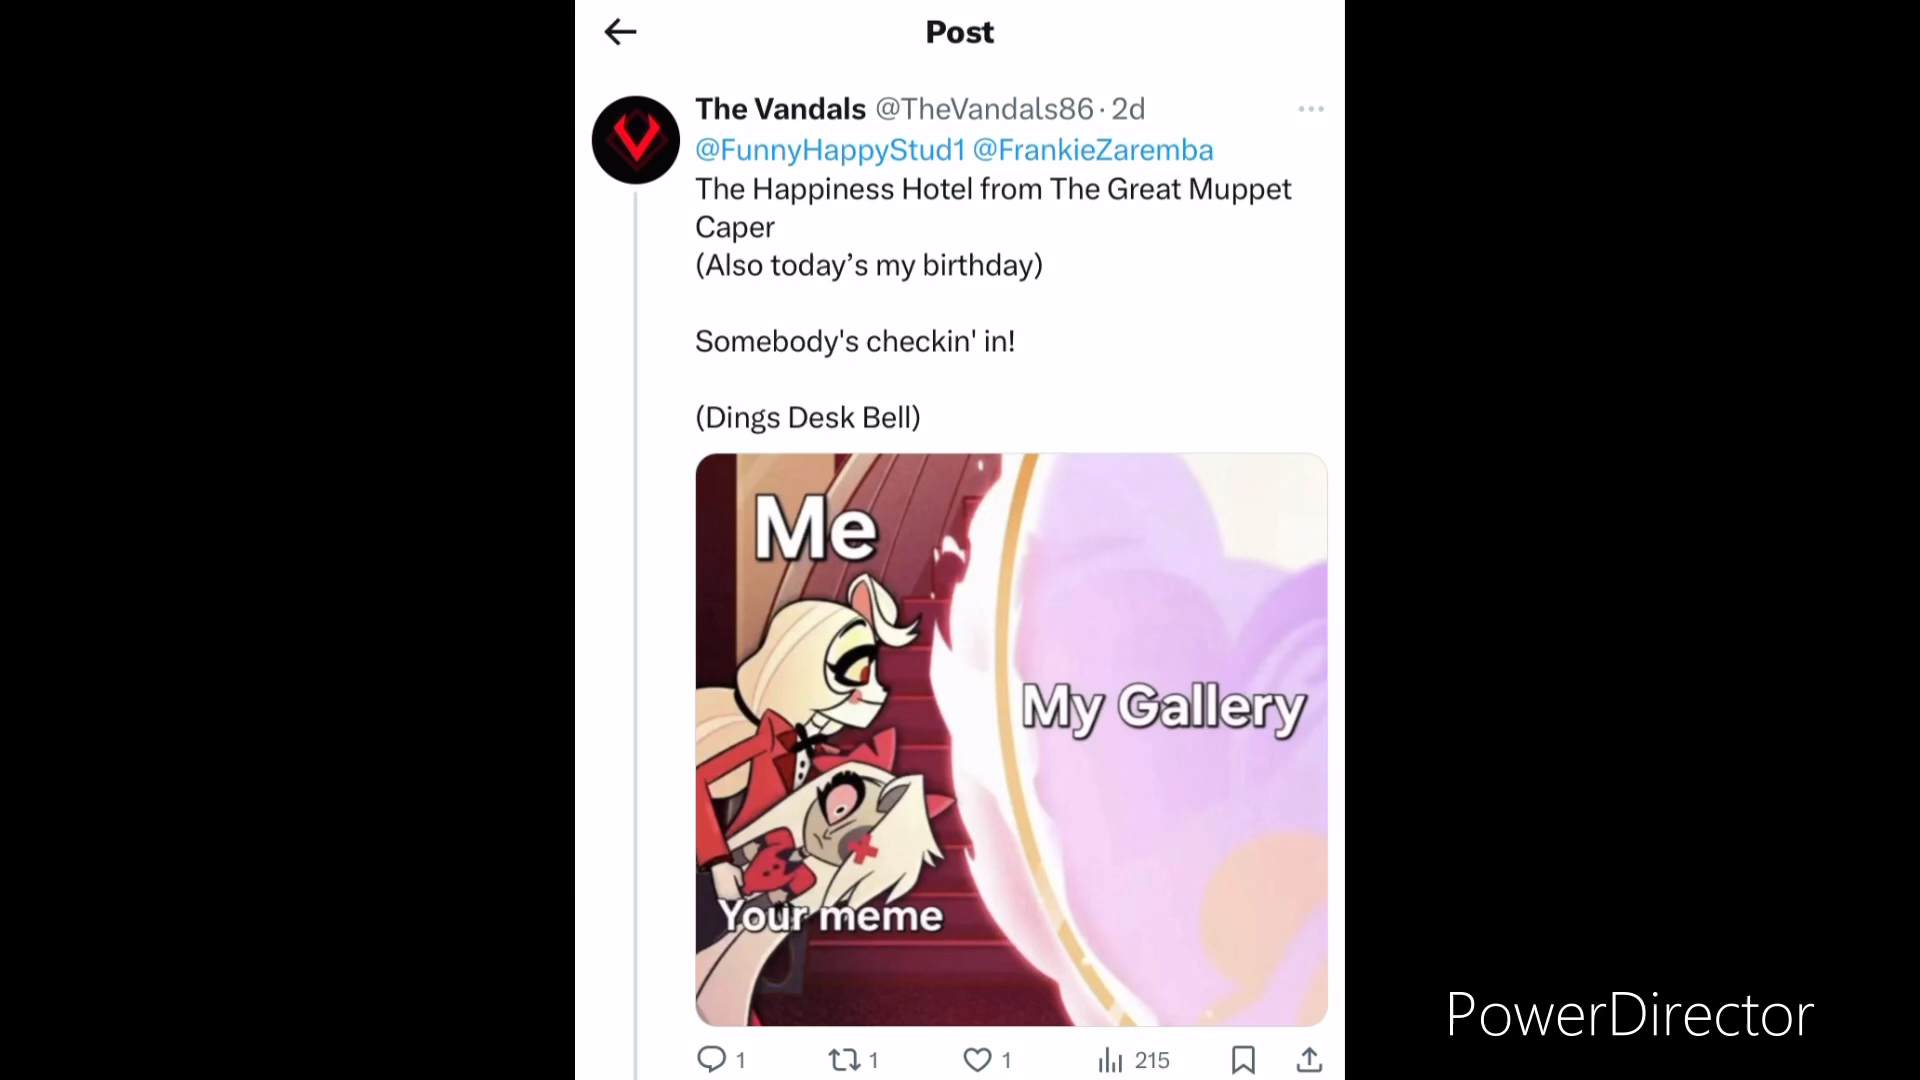 Post
The Vandals @TheVandals86 · 2d
@FunnyHappyStud1 @FrankieZaremba
The Happiness Hotel from The Great Muppet
Caper
(Also today’s my birthday)
Somebody's checkin' in!
(Dings Desk Bell)
Me
My Gallery
Your meme
1 1 1 215
PowerDirector